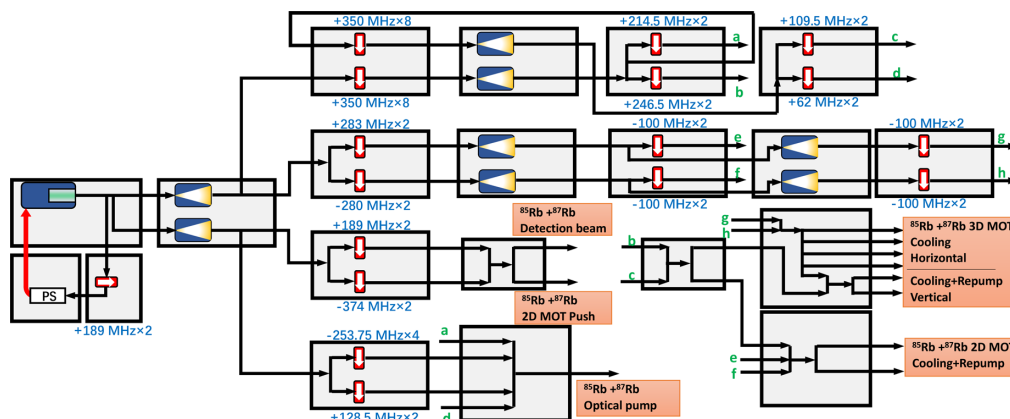 +350 MHz×8
+214.5 MHz×2
+109.5 MHz×2
a
c
b
d
+350 MHz×8
+246.5 MHz×2
+62 MHz×2
+283 MHz×2
-100 MHz×2
-100 MHz×2
e
g
f
h
-280 MHz×2
-100 MHz×2
-100 MHz×2
+189 MHz×2
⁸⁵Rb +⁸⁷Rb
Detection beam
g
h
b
c
⁸⁵Rb +⁸⁷Rb 3D MOT
Cooling
Horizontal
Cooling+Repump
Vertical
PS
+189 MHz×2
-374 MHz×2
⁸⁵Rb +⁸⁷Rb
2D MOT Push
-253.75 MHz×4
a
e
f
⁸⁵Rb +⁸⁷Rb 2D MOT
Cooling+Repump
⁸⁵Rb +⁸⁷Rb
Optical pump
+128.5 MHz×2
d